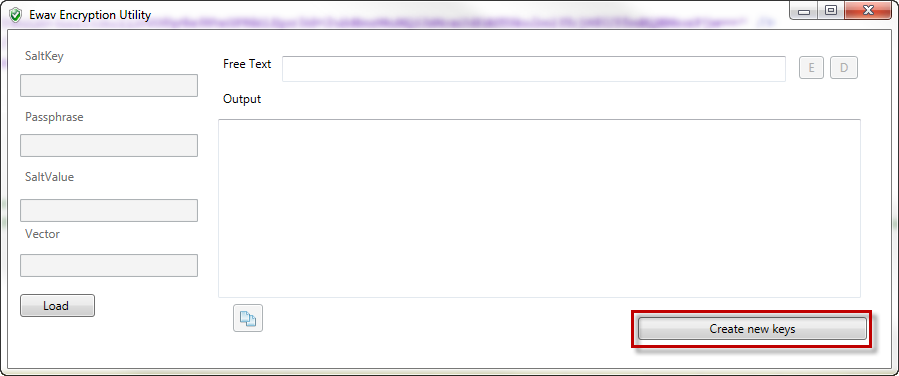 Ewav Encryption Utility
SaltKey
Passphrase
SaltValue
Vector
Load
Free Text
E
D
Output
Create new keys